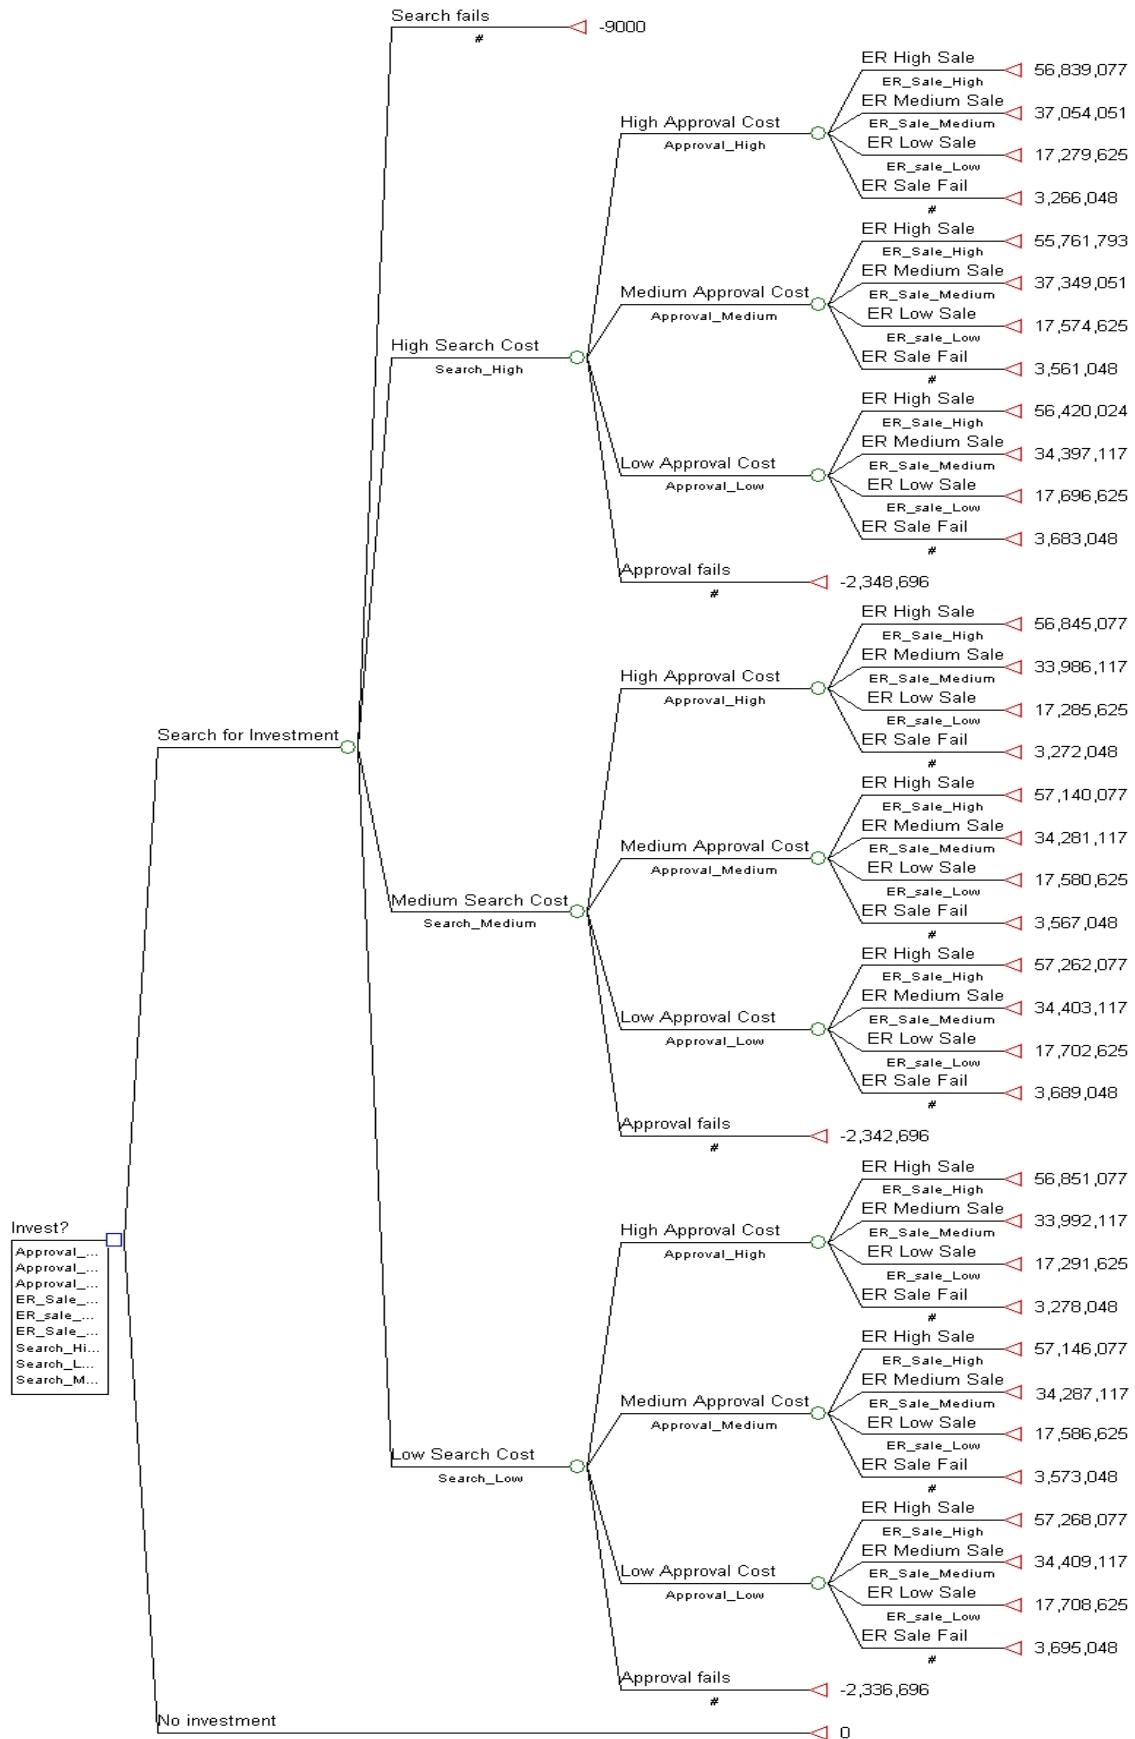 Search fails
#
-9000
ER High Sale
ER_Sale_High
56,839,077
High Approval Cost
Approval_High
ER Medium Sale
ER_Sale_Medium
37,054,051
ER Low Sale
ER_sale_Low
17,279,625
ER Sale Fail
#
3,266,048
ER High Sale
ER_Sale_High
55,761,793
Medium Approval Cost
Approval_Medium
ER Medium Sale
ER_Sale_Medium
37,349,051
ER Low Sale
ER_sale_Low
17,574,625
ER Sale Fail
#
3,561,048
High Search Cost
Search_High
ER High Sale
ER_Sale_High
56,420,024
Low Approval Cost
Approval_Low
ER Medium Sale
ER_Sale_Medium
34,397,117
ER Low Sale
ER_sale_Low
17,696,625
ER Sale Fail
#
3,683,048
Approval fails
#
-2,348,696
ER High Sale
ER_Sale_High
56,845,077
High Approval Cost
Approval_High
ER Medium Sale
ER_Sale_Medium
33,986,117
ER Low Sale
ER_sale_Low
17,285,625
ER Sale Fail
#
3,272,048
Search for Investment
ER High Sale
ER_Sale_High
57,140,077
Medium Approval Cost
Approval_Medium
ER Medium Sale
ER_Sale_Medium
34,281,117
ER Low Sale
ER_sale_Low
17,580,625
ER Sale Fail
#
3,567,048
Medium Search Cost
Search_Medium
ER High Sale
ER_Sale_High
57,262,077
Low Approval Cost
Approval_Low
ER Medium Sale
ER_Sale_Medium
34,403,117
ER Low Sale
ER_sale_Low
17,702,625
ER Sale Fail
#
3,689,048
Approval fails
#
-2,342,696
ER High Sale
ER_Sale_High
56,851,077
High Approval Cost
Approval_High
ER Medium Sale
ER_Sale_Medium
33,992,117
ER Low Sale
ER_sale_Low
17,291,625
ER Sale Fail
#
3,278,048
Invest?
Approval_...
Approval_...
Approval_...
ER_Sale_...
ER_sale_...
ER_Sale_...
Search_Hi...
Search_L...
Search_M...
ER High Sale
ER_Sale_High
57,146,077
Medium Approval Cost
Approval_Medium
ER Medium Sale
ER_Sale_Medium
34,287,117
ER Low Sale
ER_sale_Low
17,586,625
ER Sale Fail
#
3,573,048
Low Search Cost
Search_Low
ER High Sale
ER_Sale_High
57,268,077
Low Approval Cost
Approval_Low
ER Medium Sale
ER_Sale_Medium
34,409,117
ER Low Sale
ER_sale_Low
17,708,625
ER Sale Fail
#
3,695,048
Approval fails
#
-2,336,696
No investment
0